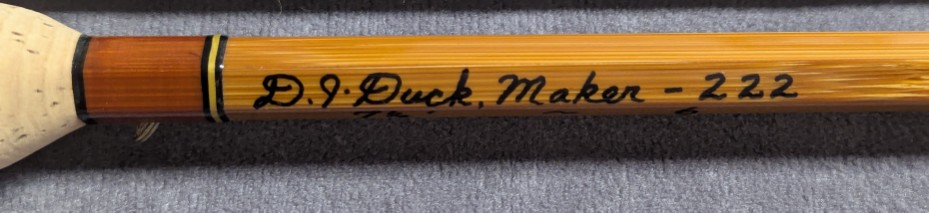 D.J. Duck, Maker - 222